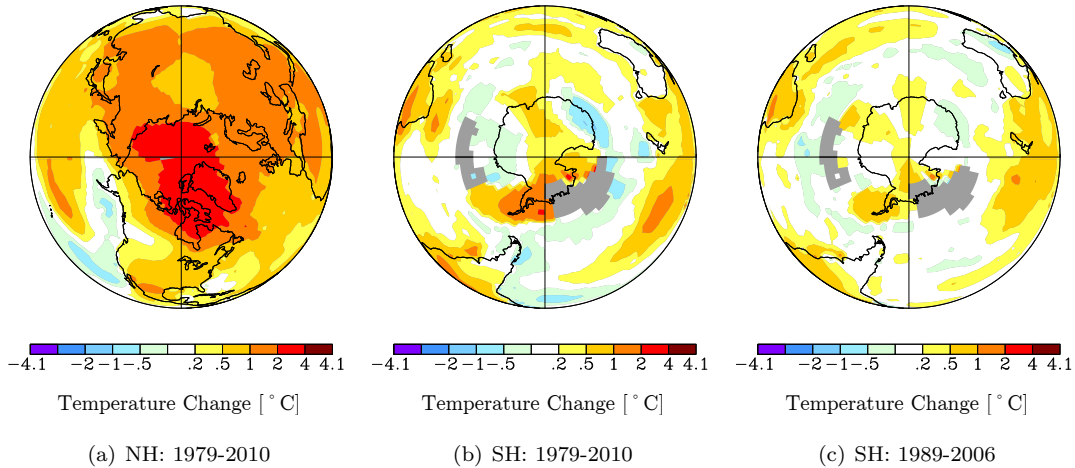 −4.1 −2 −1 −.5 .2 .5 1 2 4 4.1
−4.1 −2 −1 −.5 .2 .5 1 2 4 4.1
−4.1 −2 −1 −.5 .2 .5 1 2 4 4.1
Temperature Change [°C]
Temperature Change [°C]
Temperature Change [°C]
(a) NH: 1979-2010
(b) SH: 1979-2010
(c) SH: 1989-2006